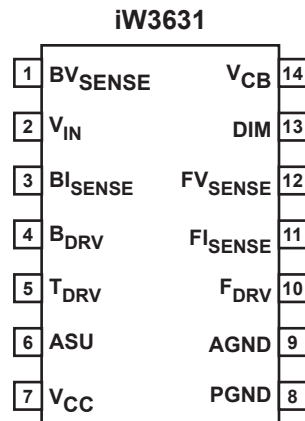 iW3631
1 BVSENSE VCB 14
2 VIN DIM 13
3 BISENSE FVSENSE 12
4 BDRV FISENSE 11
5 TDRV FDRV 10
6 ASU AGND 9
7 VCC PGND 8